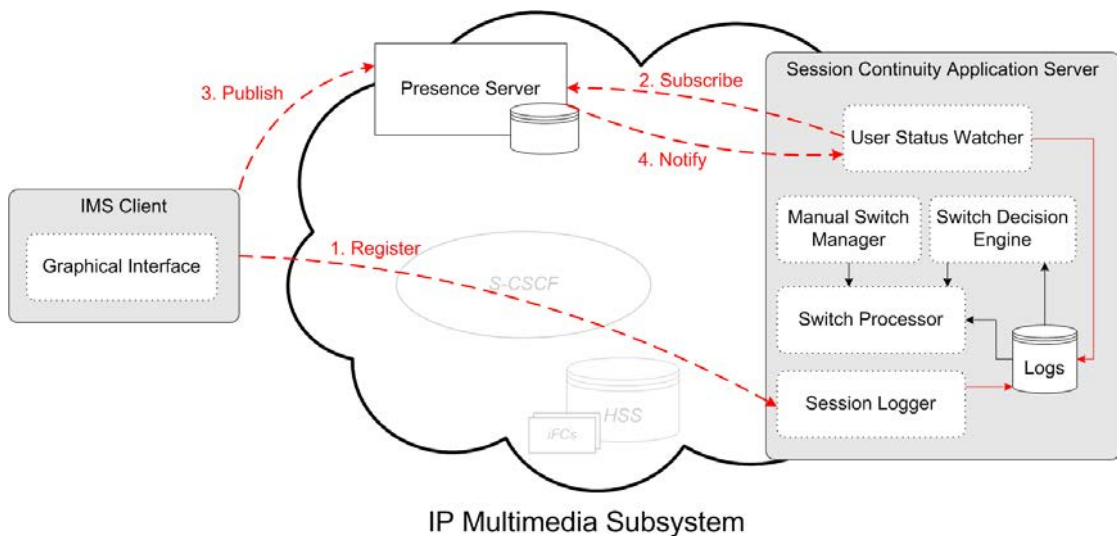 Session Continuity Application Server
Presence Server
2. Subscribe
3. Publish
User Status Watcher
4. Notify
IMS Client
Graphical Interface
Manual Switch
Manager
Switch Decision
Engine
1. Register
S-CSCF
Switch Processor
Logs
Session Logger
HSS
iFCs
IP Multimedia Subsystem